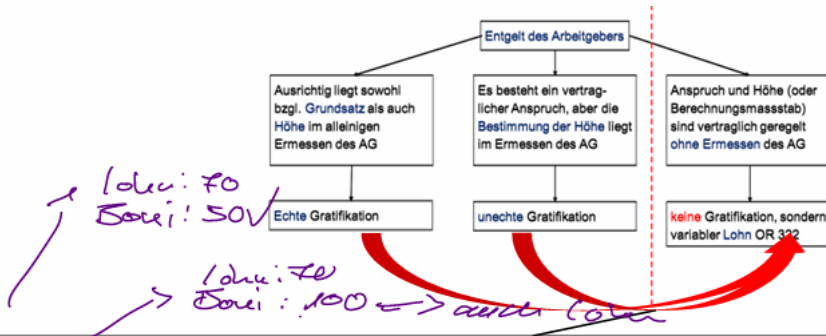 Entgelt des Arbeitgebers
Ausrichtig liegt sowohl
bzgl. Grundsatz als auch
Höhe im alleinigen
Ermessen des AG
Es besteht ein vertrag-
licher Anspruch, aber die
Bestimmung der Höhe liegt
im Ermessen des AG
Anspruch und Höhe (oder
Berechnungsmassstab)
sind vertraglich geregelt
ohne Ermessen des AG
Lohn: 70
Boni: 50
Echte Gratifikation
unechte Gratifikation
keine Gratifikation, sondern
variabler Lohn OR 322
Lohn: 70
Boni: 100 => auch Lohn